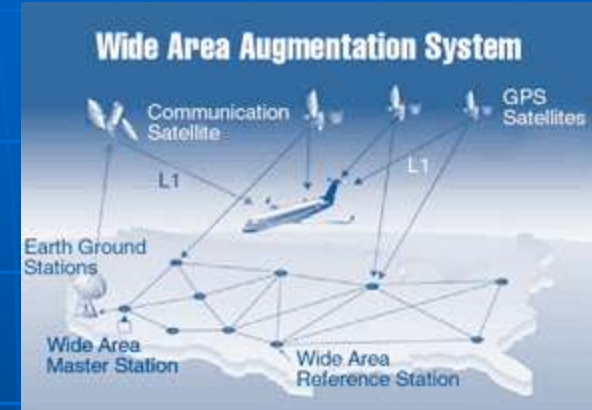 Wide Area Augmentation System
Communication
Satellite
GPS
Satellites
L1
L1
Earth Ground
Stations
Wide Area
Master Station
Wide Area
Reference Station